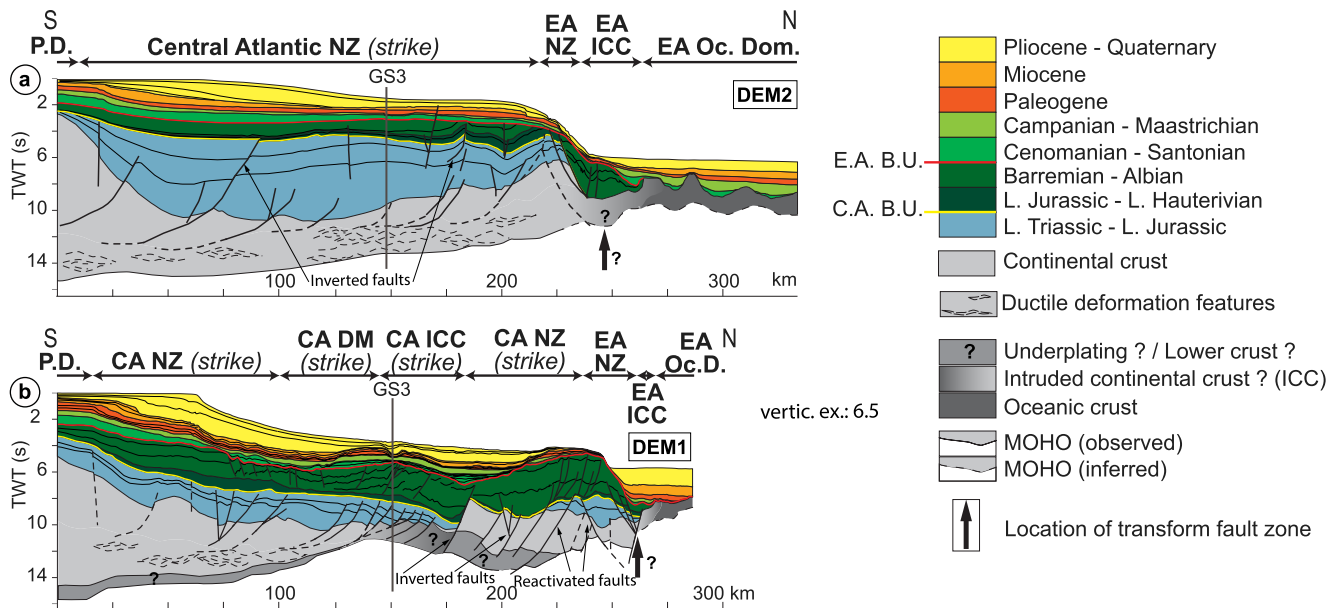 S N
P.D. Central Atlantic NZ (strike) EA NZ EA ICC EA Oc. Dom.
a GS3 DEM2
TWT (s)
2
6
10
14
Inverted faults
? ?
100 200 300 km
S N
P.D. CA NZ (strike) CA DM (strike) CA ICC (strike) CA NZ (strike) EA NZ EA Oc.D.
EA ICC
b GS3 DEM1
vertic. ex.: 6.5
TWT (s)
2
6
10
14
? ? ? ?
Inverted faults Reactivated faults
100 200 300 km
Pliocene - Quaternary
Miocene
Paleogene
Campanian - Maastrichian
Cenomanian - Santonian
E.A. B.U.
Barremian - Albian
L. Jurassic - L. Hauterivian
C.A. B.U.
L. Triassic - L. Jurassic
Continental crust
Ductile deformation features
? Underplating ? / Lower crust ?
Intruded continental crust ? (ICC)
Oceanic crust
MOHO (observed)
MOHO (inferred)
Location of transform fault zone